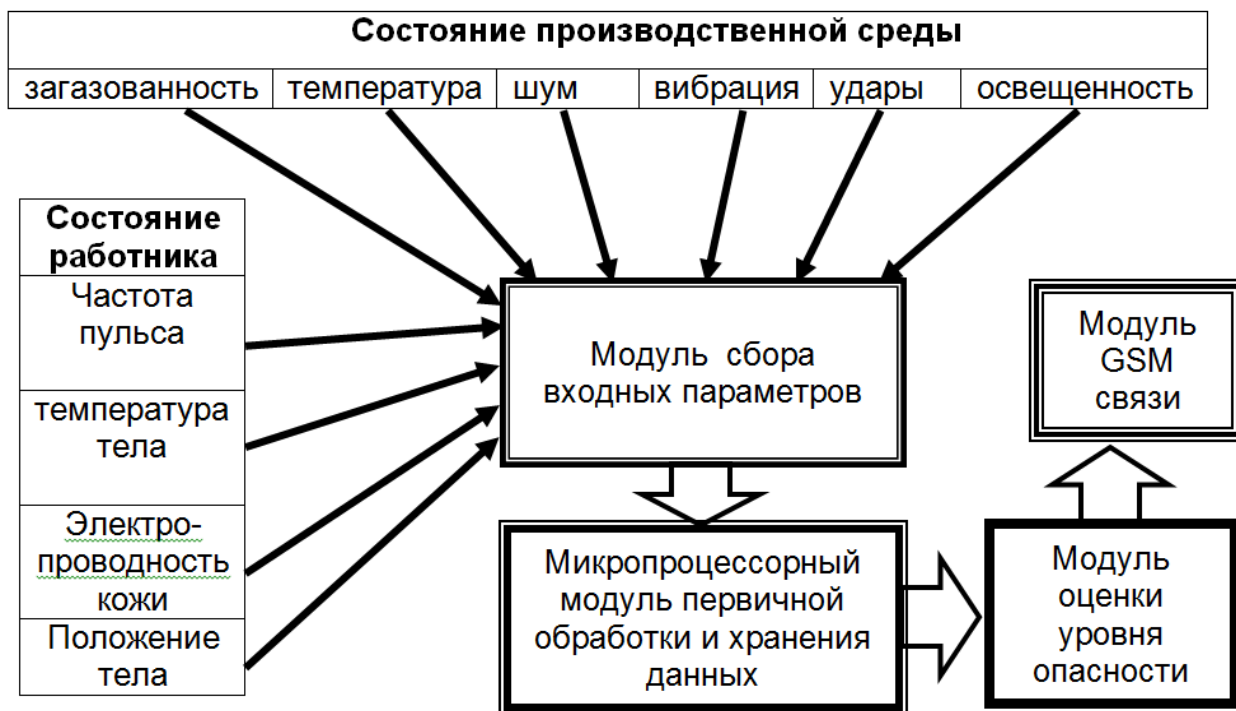 Состояние производственной среды
загазованность температура шум вибрация удары освещенность
Состояние
работника
Частота
пульса
температура
тела
Электро-
проводность
кожи
Положение
тела
Модуль сбора
входных параметров
Модуль
GSM
связи
Микропроцессорный
модуль первичной
обработки и хранения
данных
Модуль
оценки
уровня
опасности